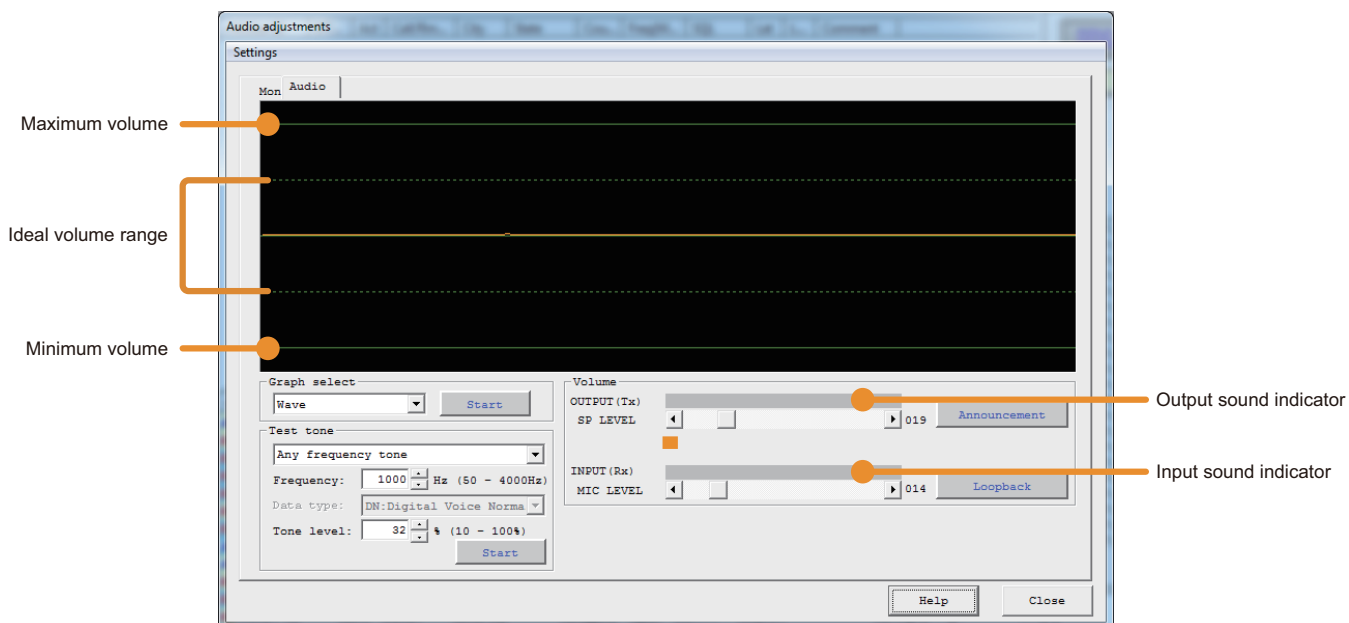 Audio adjustments
Settings
Mon Audio
Maximum volume
Ideal volume range
Minimum volume
Graph select
Wave
Start
Test tone
Any frequency tone
Frequency: 1000 Hz (50 - 4000Hz)
Data type: DN:Digital Voice Norma
Tone level: 32 % (10 - 100%)
Start
Volume
OUTPUT(Tx)
SP LEVEL 019 Announcement
INPUT(Rx)
MIC LEVEL 014 Loopback
Output sound indicator
Input sound indicator
Help Close